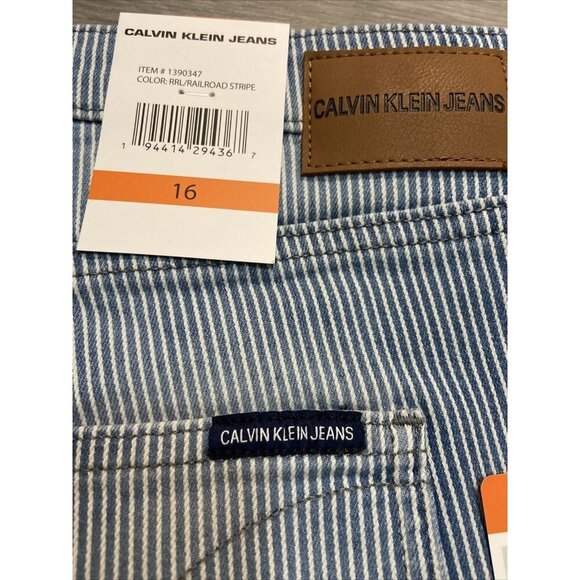 CALVIN KLEIN JEANS
ITEM # 1390347
COLOR: RRL/RAILROAD STRIPE
1 94414 29436 7
16
CALVIN KLEIN JEANS
CALVIN KLEIN JEANS